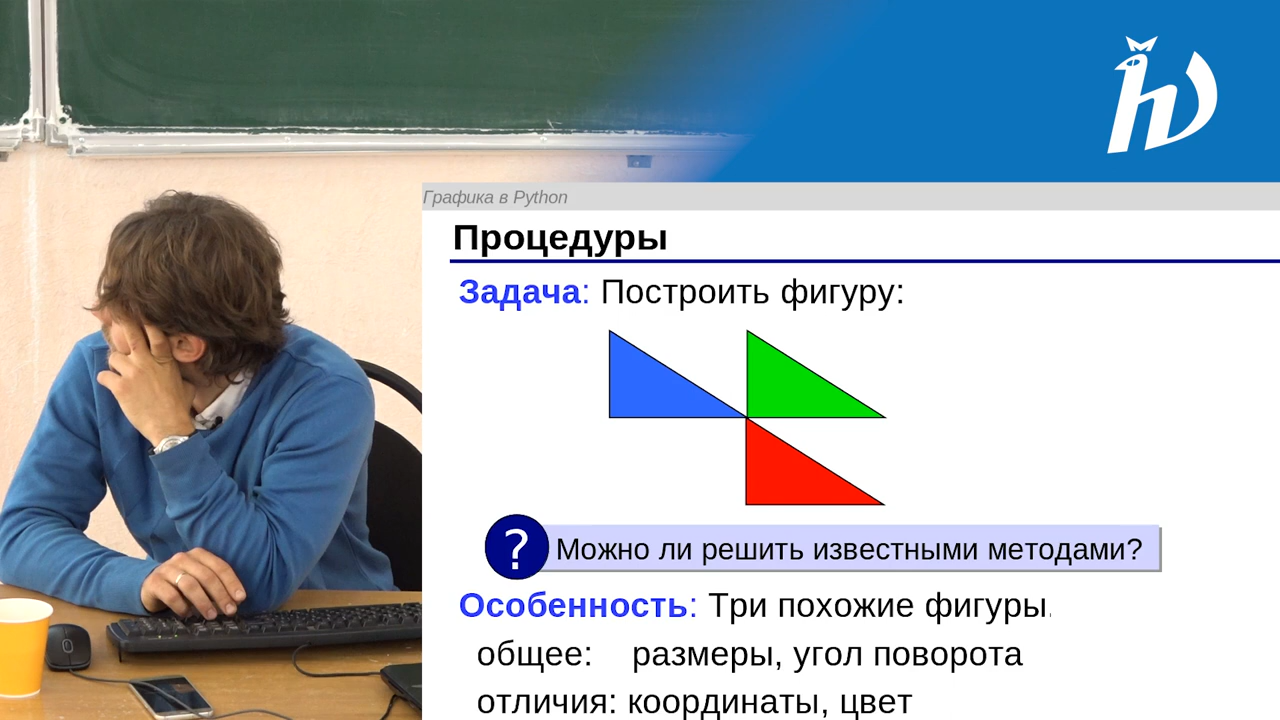 Графика в Python
Процедуры
Задача: Построить фигуру:
? Можно ли решить известными методами?
Особенность: Три похожие фигуры.
общее: размеры, угол поворота
отличия: координаты, цвет